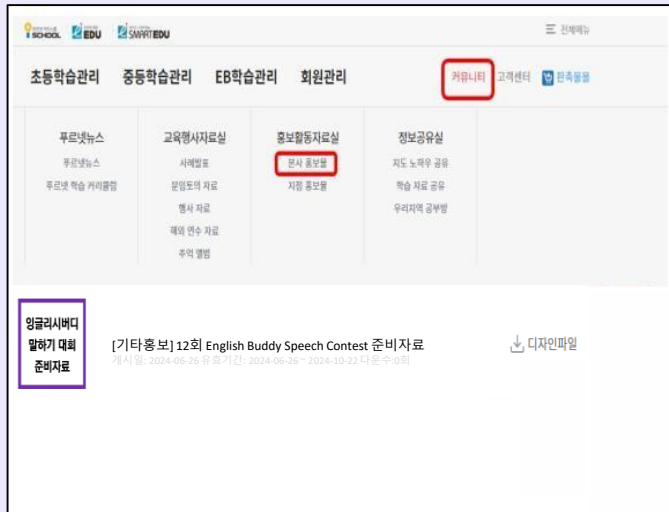 iSCHOOL EDU SMARTEDU
전체메뉴
초등학습관리 중등학습관리 EB학습관리 회원관리 커뮤니티 고객센터 판촉물몰
푸르넷뉴스 교육행사자료실 홍보활동자료실 정보공유실
푸르넷뉴스 사례발표 본사 홍보물 지도 노하우 공유
푸르넷 학습 커리큘럼 분임토의 자료 지점 홍보물 학습 자료 공유
행사 자료 우리지역 공부방
해외 연수 자료
추억 앨범
잉글리시버디
말하기 대회
준비자료
[기타홍보] 12회 English Buddy Speech Contest 준비자료
게시일: 2024-06-26 유효기간: 2024-06-26 ~ 2024-10-22 다운수:0회
디자인파일